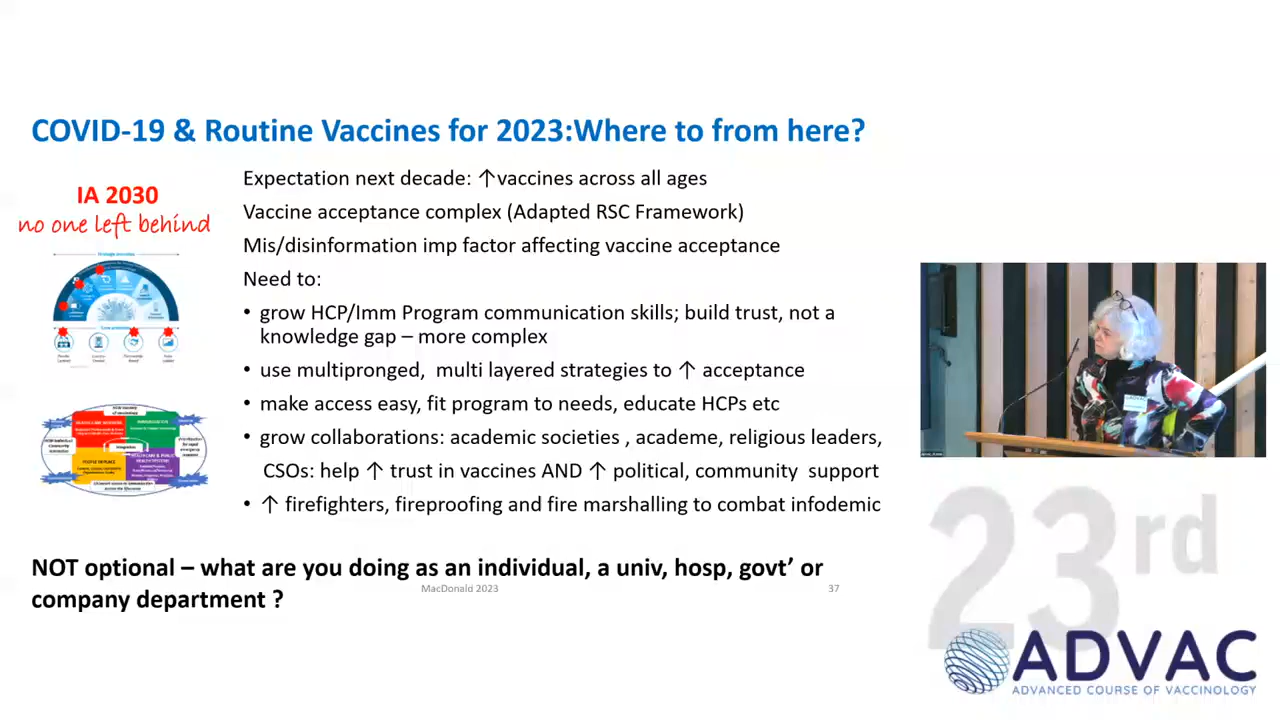 COVID-19 & Routine Vaccines for 2023:Where to from here?
IA 2030
no one left behind
Expectation next decade: ↑vaccines across all ages
Vaccine acceptance complex (Adapted RSC Framework)
Mis/disinformation imp factor affecting vaccine acceptance
Need to:
• grow HCP/Imm Program communication skills; build trust, not a
knowledge gap – more complex
• use multipronged, multi layered strategies to ↑ acceptance
• make access easy, fit program to needs, educate HCPs etc
• grow collaborations: academic societies , academe, religious leaders,
CSOs: help ↑ trust in vaccines AND ↑ political, community support
• ↑ firefighters, fireproofing and fire marshalling to combat infodemic
NOT optional – what are you doing as an individual, a univ, hosp, govt’ or
company department ?
MacDonald 2023
37
23rd
ADVAC
ADVANCED COURSE OF VACCINOLOGY